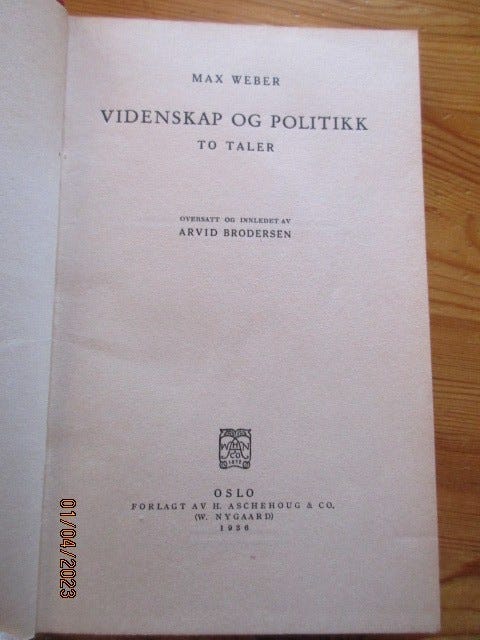 MAX WEBER
VIDENSKAP OG POLITIKK
TO TALER
OVERSATT OG INNLEDET AV
ARVID BRODERSEN
1872
OSLO
FORLAGT AV H. ASCHEHOUG & CO.
(W. NYGAARD)
1936
01/04/2023